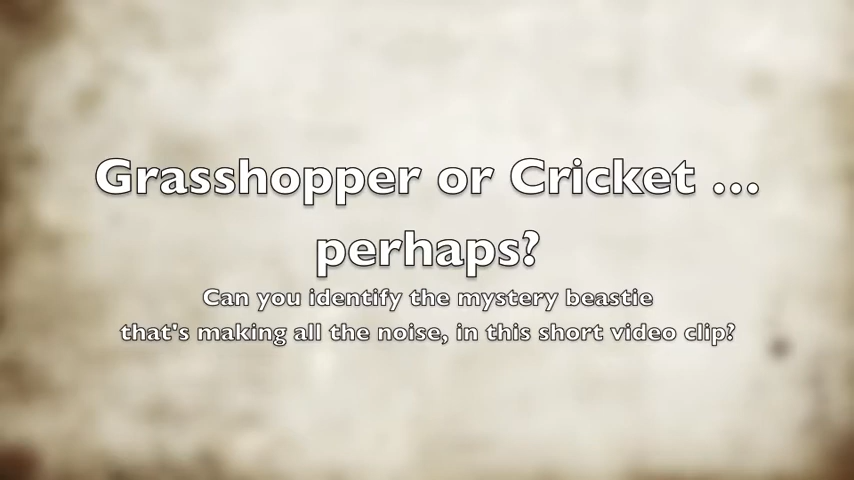 Grasshopper or Cricket ...
perhaps?
Can you identify the mystery beastie
that's making all the noise, in this short video clip?